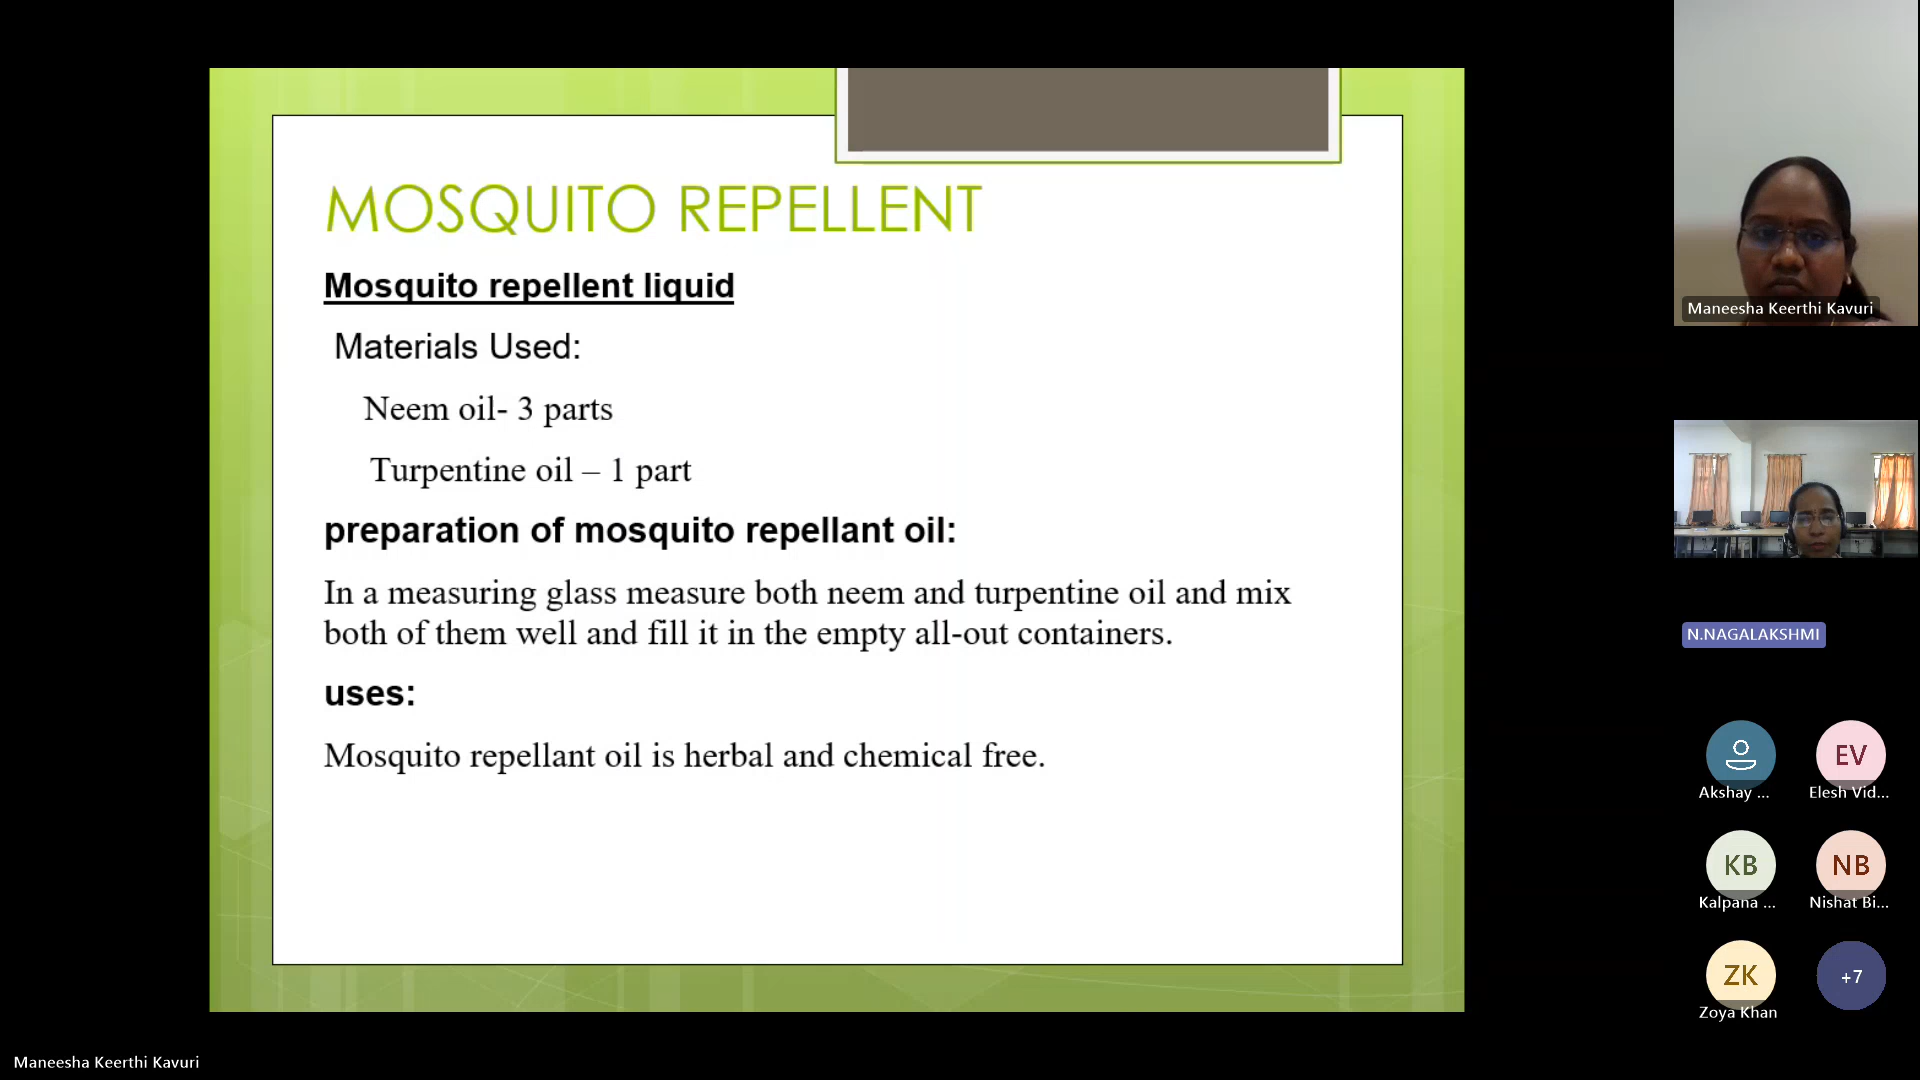 MOSQUITO REPELLENT
Mosquito repellent liquid
Materials Used:
Neem oil- 3 parts
Turpentine oil – 1 part
preparation of mosquito repellant oil:
In a measuring glass measure both neem and turpentine oil and mix
both of them well and fill it in the empty all-out containers.
uses:
Mosquito repellant oil is herbal and chemical free.
Maneesha Keerthi Kavuri
N.NAGALAKSHMI
EV
Akshay ...
Elesh Vid...
KB
NB
Kalpana ...
Nishat Bi...
ZK
+7
Zoya Khan
Maneesha Keerthi Kavuri